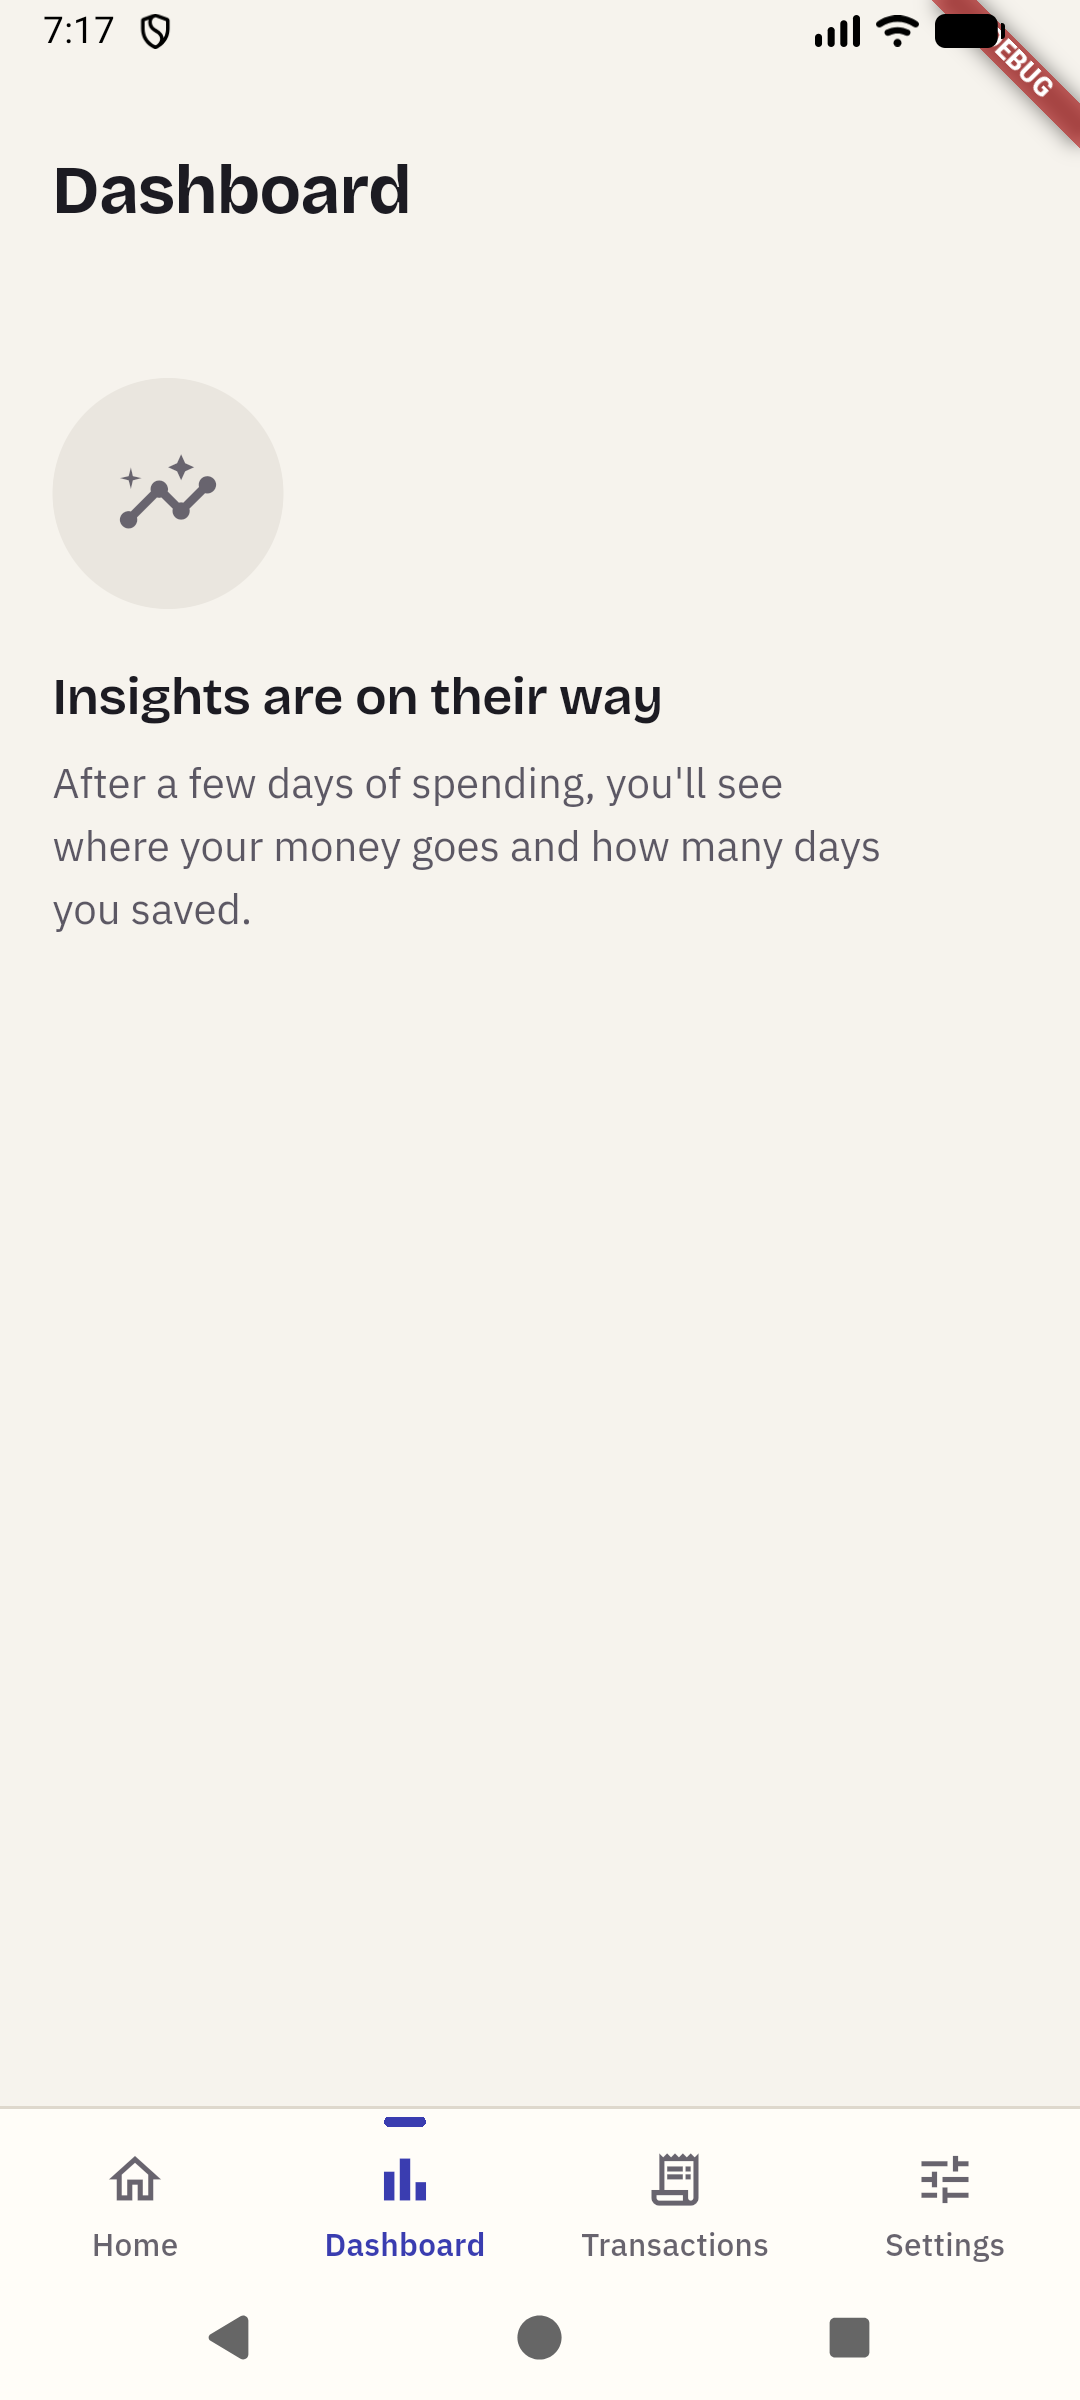 7:17
EBUG
Dashboard
Insights are on their way
After a few days of spending, you'll see
where your money goes and how many days
you saved.
Home
Dashboard
Transactions
Settings